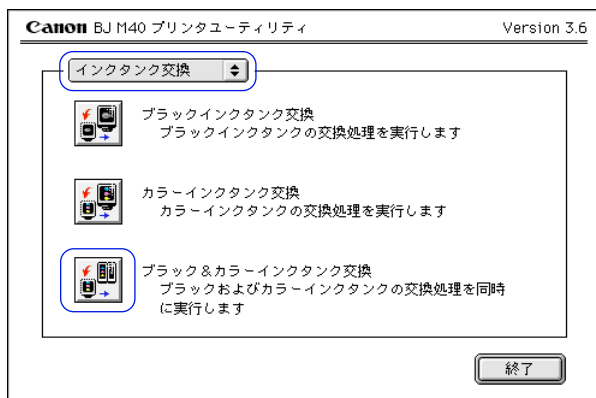 Canon BJ M40 プリンタユーティリティ Version 3.6
インクタンク交換
ブラックインクタンク交換
ブラックインクタンクの交換処理を実行します
カラーインクタンク交換
カラーインクタンクの交換処理を実行します
ブラック&カラーインクタンク交換
ブラックおよびカラーインクタンクの交換処理を同時
に実行します
終了